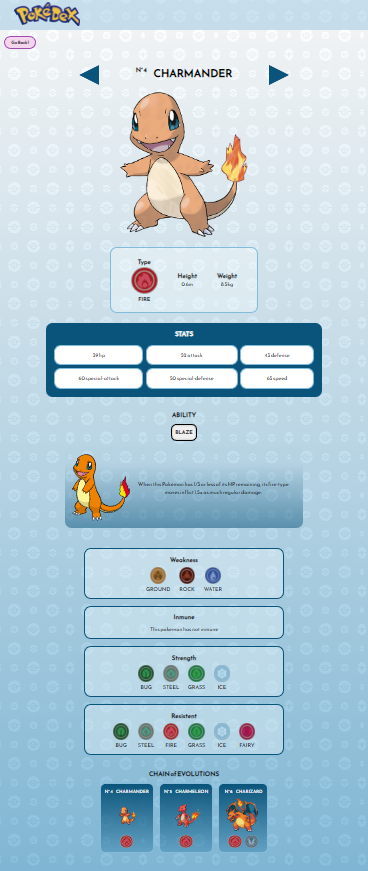 PokéDex
Go Back!
N°4 CHARMANDER
Type
FIRE
Height
0.6m
Weight
8.5kg
STATS
39 hp
52 attack
43 defense
60 special-attack
50 special-defense
65 speed
ABILITY
BLAZE
When this Pokémon has 1/3 or less of its HP remaining, its fire-type
moves inflict 1.5x as much regular damage.
Weakness
GROUND ROCK WATER
Inmune
This pokemon has not inmune
Strength
BUG STEEL GRASS ICE
Resistent
BUG STEEL FIRE GRASS ICE FAIRY
CHAIN of EVOLUTIONS
N°4 CHARMANDER
N°5 CHARMELEON
N°6 CHARIZARD